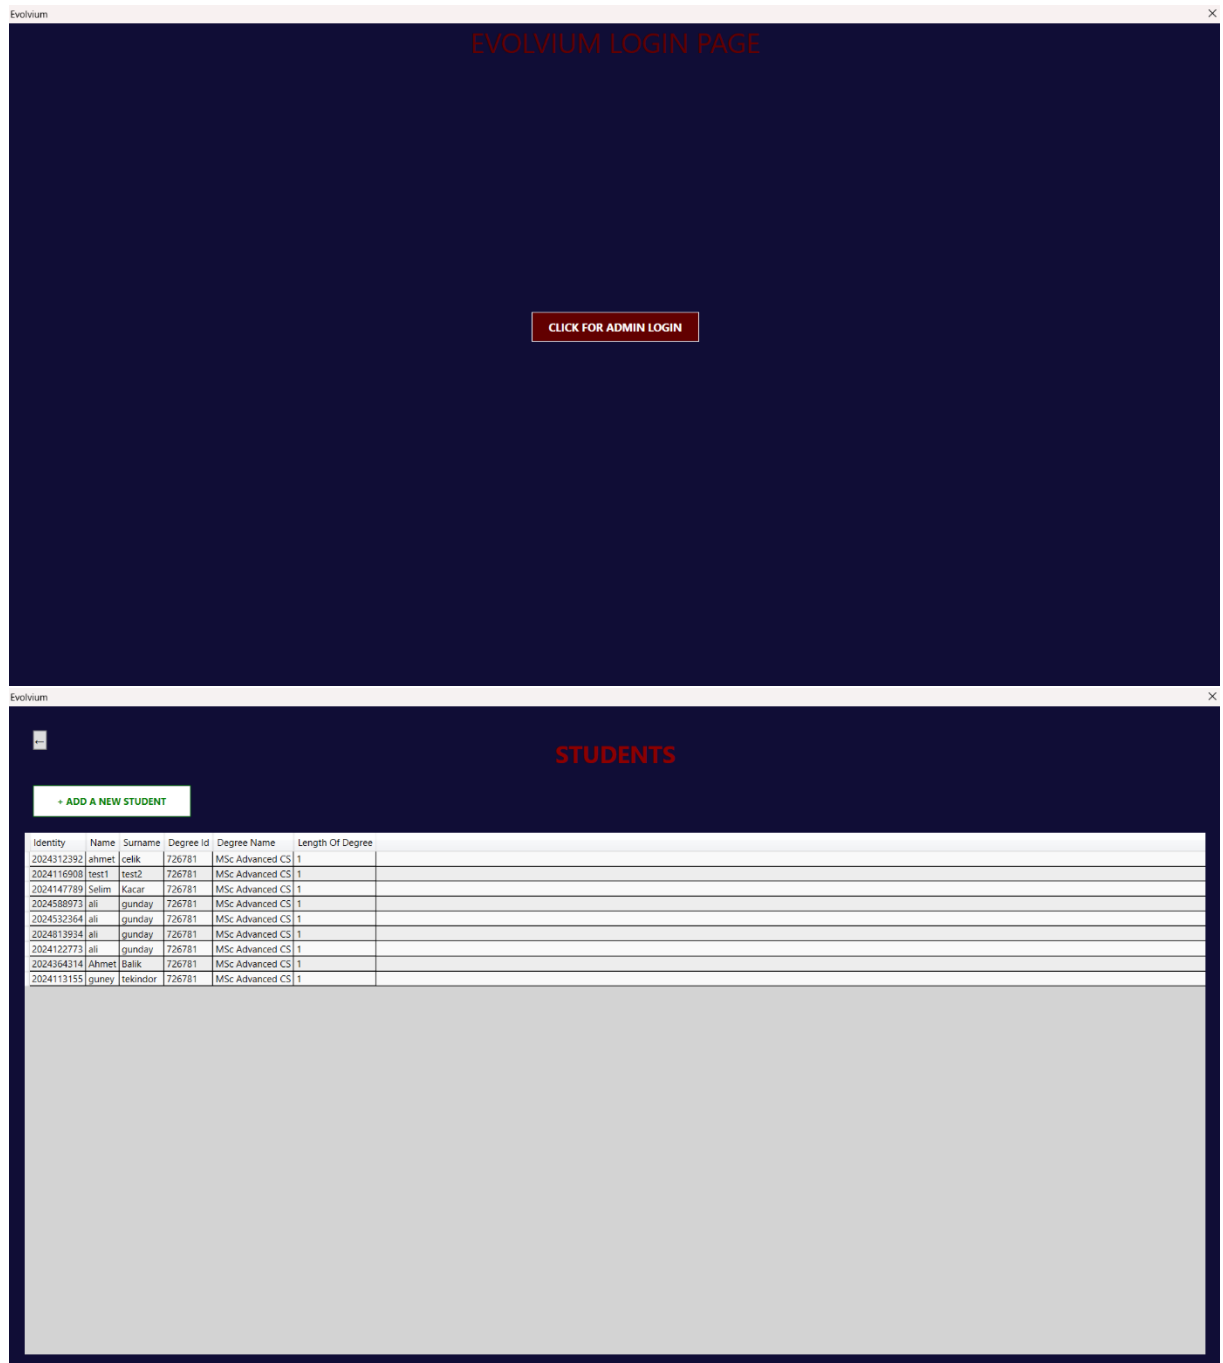 Evolvium
EVOLVIUM LOGIN PAGE
CLICK FOR ADMIN LOGIN
Evolvium
←
STUDENTS
+ ADD A NEW STUDENT
Identity Name Surname Degree Id Degree Name Length Of Degree
2024312392 ahmet celik 726781 MSc Advanced CS 1
2024116908 test1 test2 726781 MSc Advanced CS 1
2024147789 Selim Kacar 726781 MSc Advanced CS 1
2024588973 ali gunday 726781 MSc Advanced CS 1
2024532364 ali gunday 726781 MSc Advanced CS 1
2024813934 ali gunday 726781 MSc Advanced CS 1
2024122773 ali gunday 726781 MSc Advanced CS 1
2024364314 Ahmet Balik 726781 MSc Advanced CS 1
2024113155 guney tekindor 726781 MSc Advanced CS 1